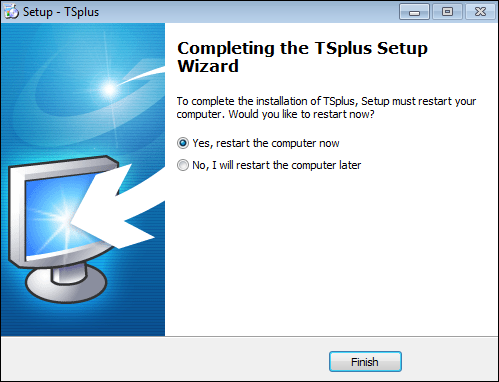 Setup - TSplus
Completing the TSplus Setup
Wizard
To complete the installation of TSplus, Setup must restart your
computer. Would you like to restart now?
Yes, restart the computer now
No, I will restart the computer later
Finish